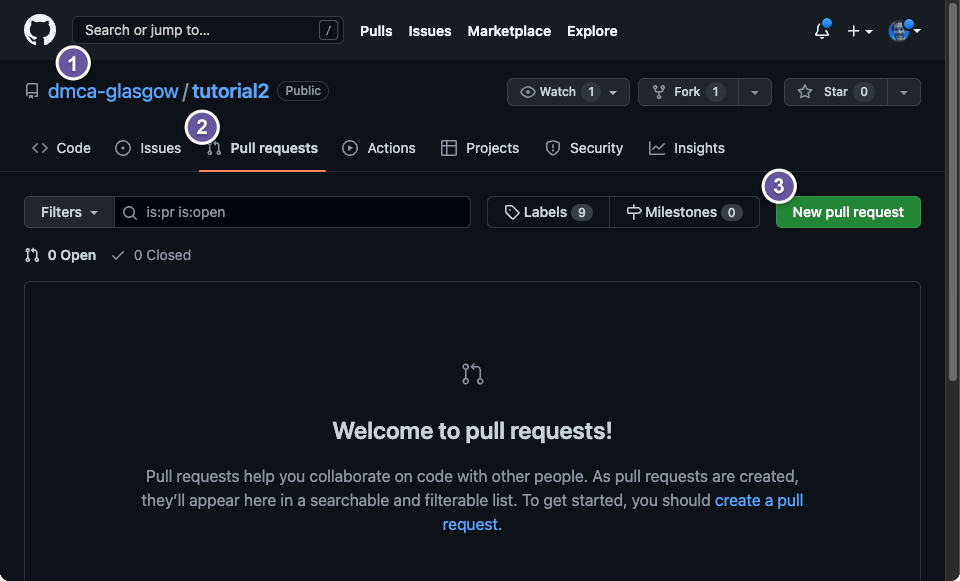 Search or jump to... / Pulls Issues Marketplace Explore
1
dmca-glasgow / tutorial2 Public Watch 1 Fork 1 Star 0
2
Code Issues Pull requests Actions Projects Security Insights
3
Filters is:pr is:open Labels 9 Milestones 0 New pull request
0 Open 0 Closed
Welcome to pull requests!
Pull requests help you collaborate on code with other people. As pull requests are created,
they’ll appear here in a searchable and filterable list. To get started, you should create a pull
request.